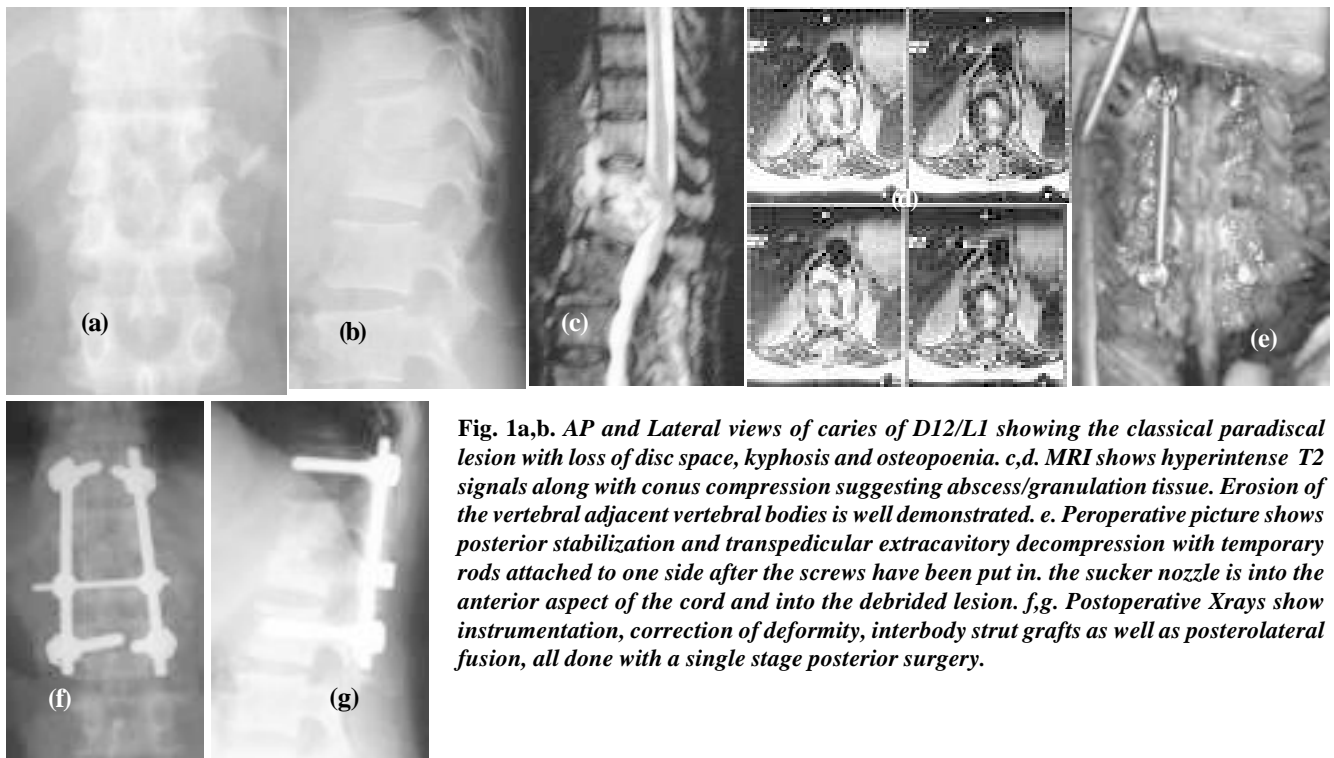 (a)
(b)
(c)
(d)
(e)
(f)
(g)
Fig. 1a,b. AP and Lateral views of caries of D12/L1 showing the classical paradiscal
lesion with loss of disc space, kyphosis and osteopoenia. c,d. MRI shows hyperintense T2
signals along with conus compression suggesting abscess/granulation tissue. Erosion of
the vertebral adjacent vertebral bodies is well demonstrated. e. Peroperative picture shows
posterior stabilization and transpedicular extracavitory decompression with temporary
rods attached to one side after the screws have been put in. the sucker nozzle is into the
anterior aspect of the cord and into the debrided lesion. f,g. Postoperative Xrays show
instrumentation, correction of deformity, interbody strut grafts as well as posterolateral
fusion, all done with a single stage posterior surgery.